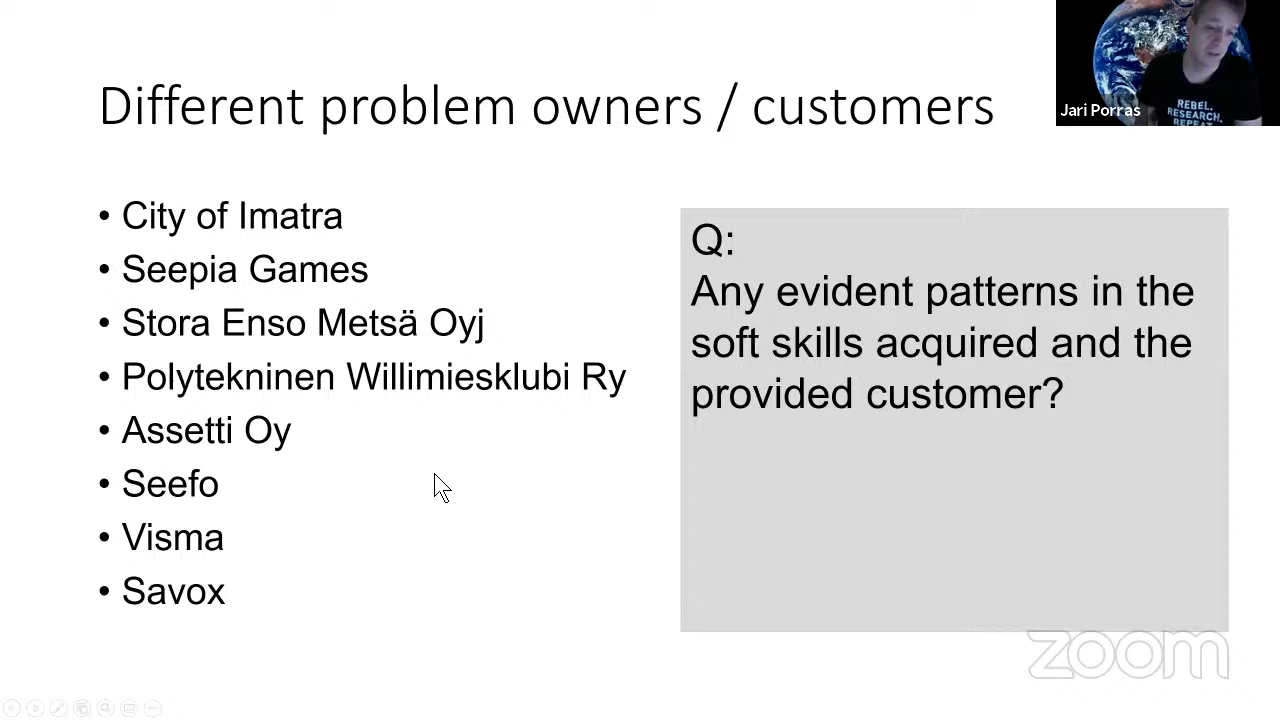 Different problem owners / customers
• City of Imatra
• Seepia Games
• Stora Enso Metsä Oyj
• Polytekninen Willimiesklubi Ry
• Assetti Oy
• Seefo
• Visma
• Savox
Q:
Any evident patterns in the
soft skills acquired and the
provided customer?
REBEL.
RESEARCH.
REPEAT.
Jari Porras
zoom